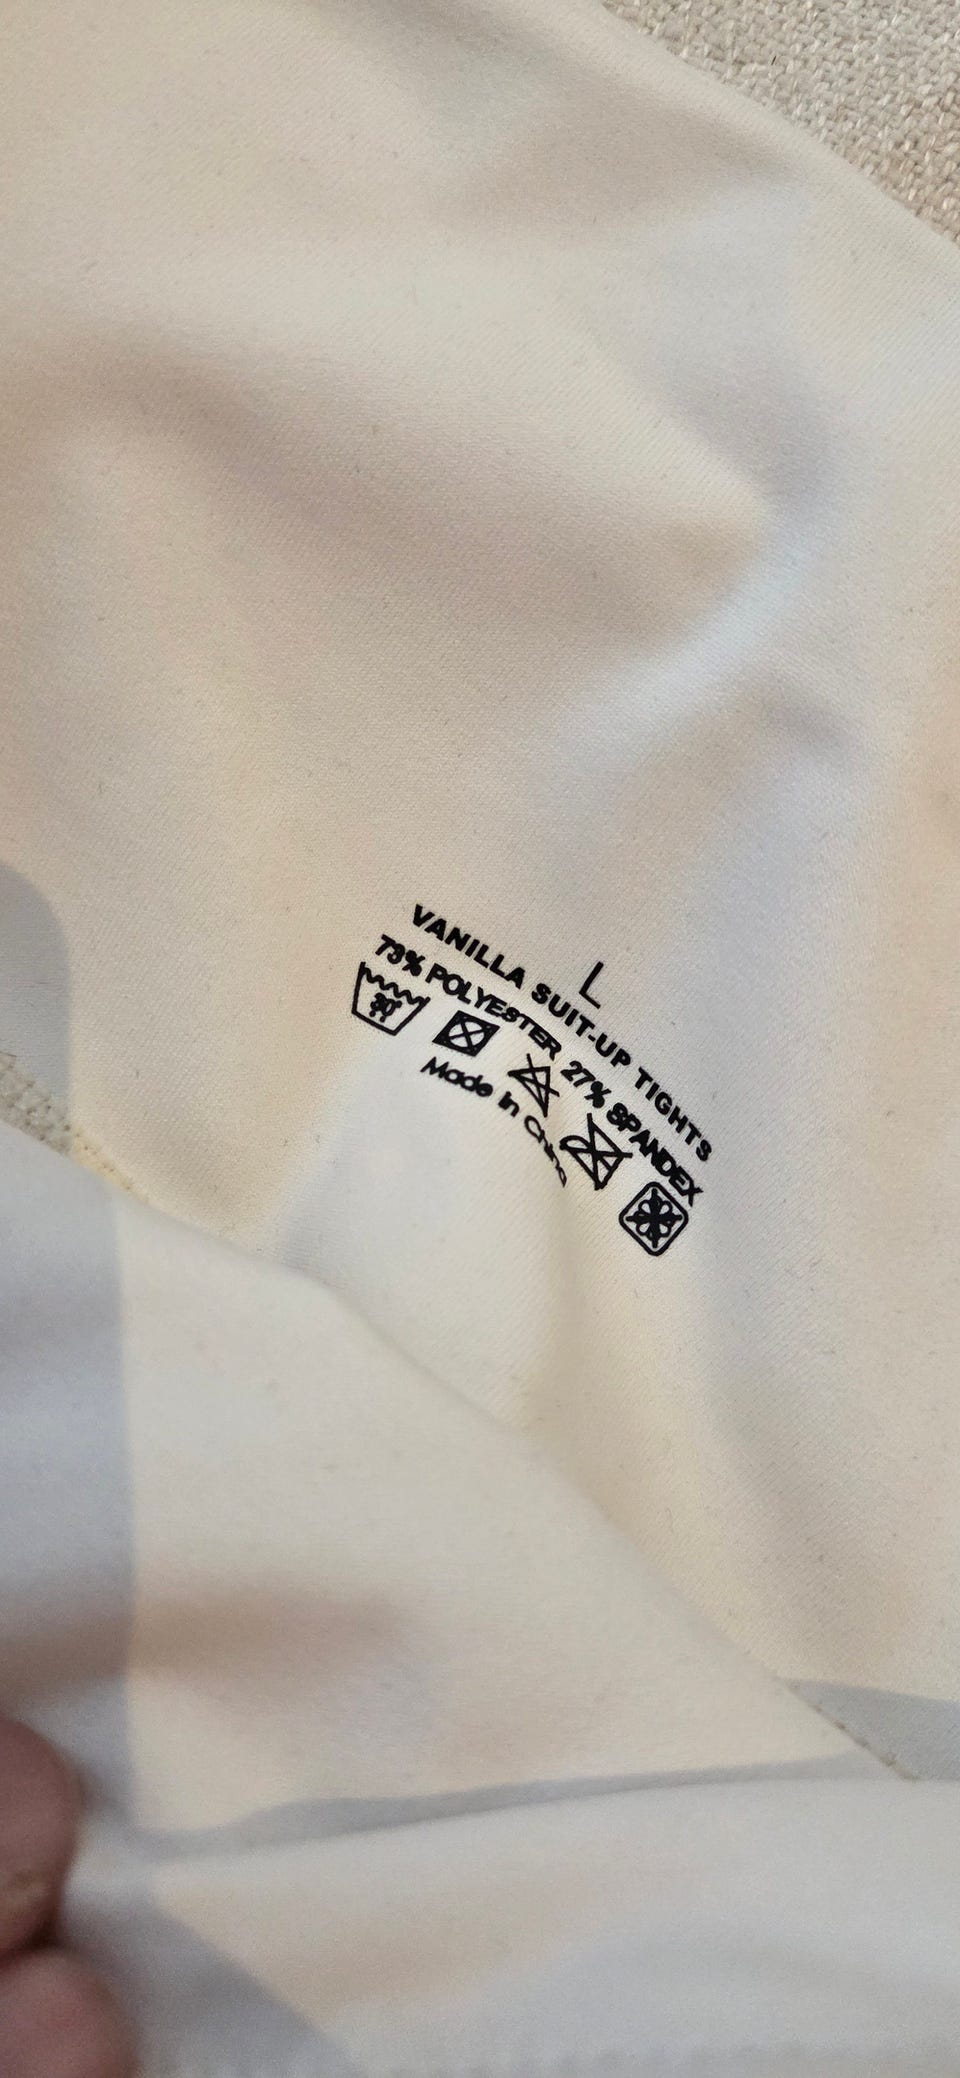 L
VANILLA SUIT-UP TIGHTS
73% POLYESTER 27% SPANDEX
30°
Made in China